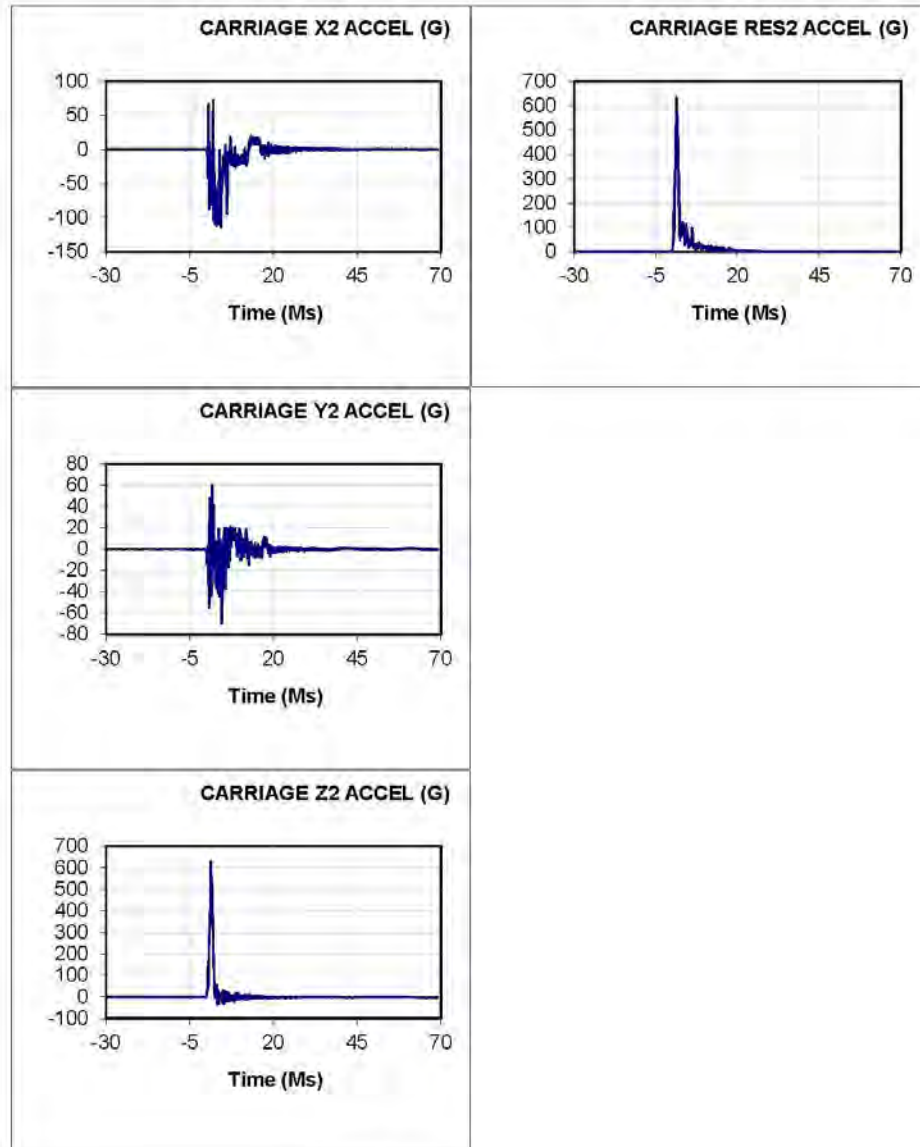 CARRIAGE X2 ACCEL (G)
100
50
0
-50
-100
-150
-30 -5 20 45 70
Time (Ms)
CARRIAGE RES2 ACCEL (G)
700
600
500
400
300
200
100
0
-30 -5 20 45 70
Time (Ms)
CARRIAGE Y2 ACCEL (G)
80
60
40
20
0
-20
-40
-60
-80
-30 -5 20 45 70
Time (Ms)
CARRIAGE Z2 ACCEL (G)
700
600
500
400
300
200
100
0
-100
-30 -5 20 45 70
Time (Ms)